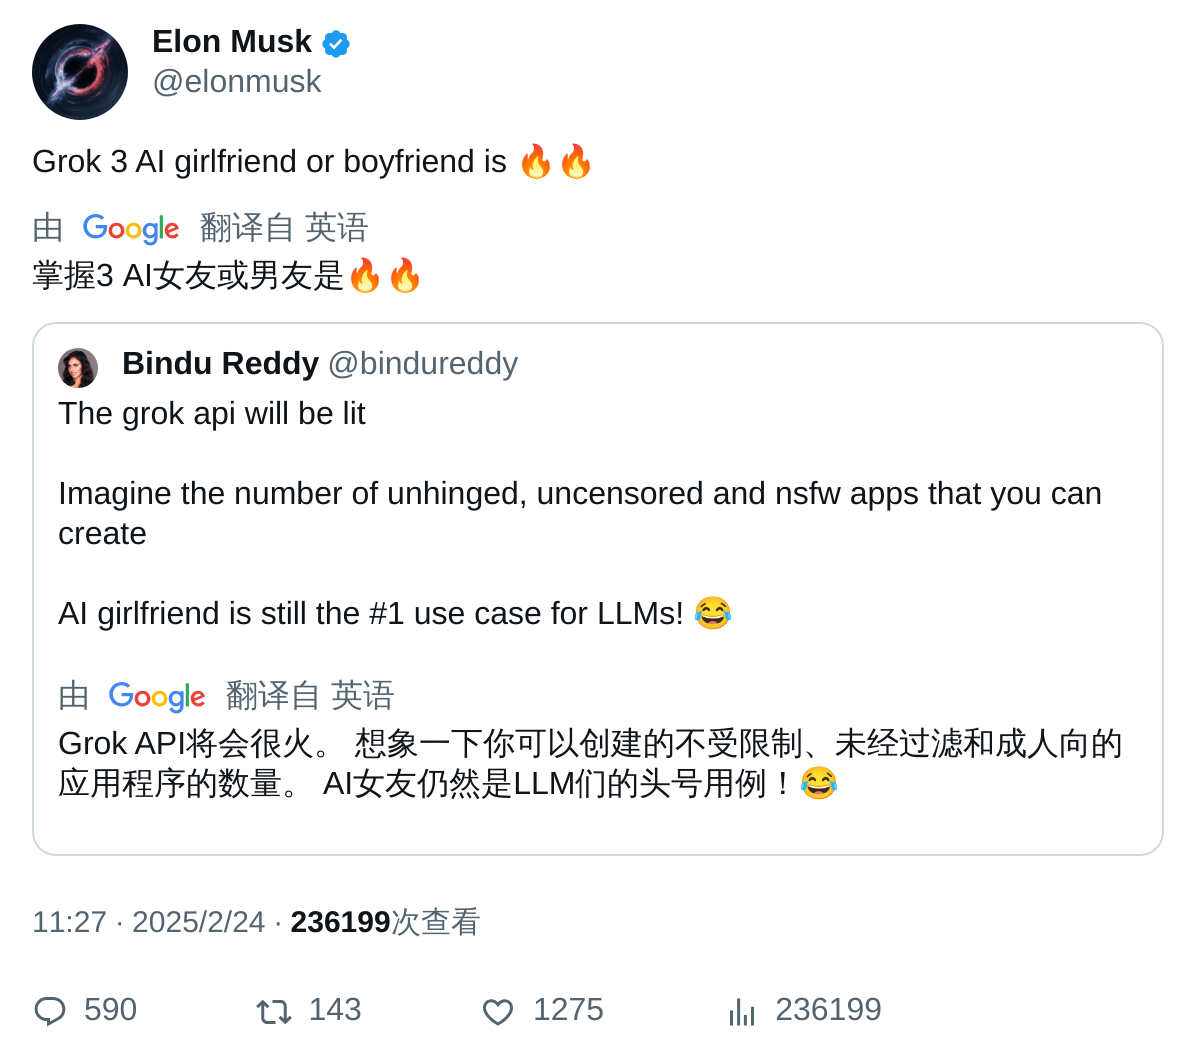 Elon Musk
@elonmusk
Grok 3 AI girlfriend or boyfriend is 🔥🔥
由 Google 翻译自 英语
掌握3 AI女友或男友是🔥🔥
Bindu Reddy @bindureddy
The grok api will be lit
Imagine the number of unhinged, uncensored and nsfw apps that you can
create
AI girlfriend is still the #1 use case for LLMs! 😂
由 Google 翻译自 英语
Grok API将会很火。 想象一下你可以创建的不受限制、未经过滤和成人向的
应用程序的数量。 AI女友仍然是LLM们的头号用例！😂
11:27 · 2025/2/24 · 236199次查看
590 143 1275 236199